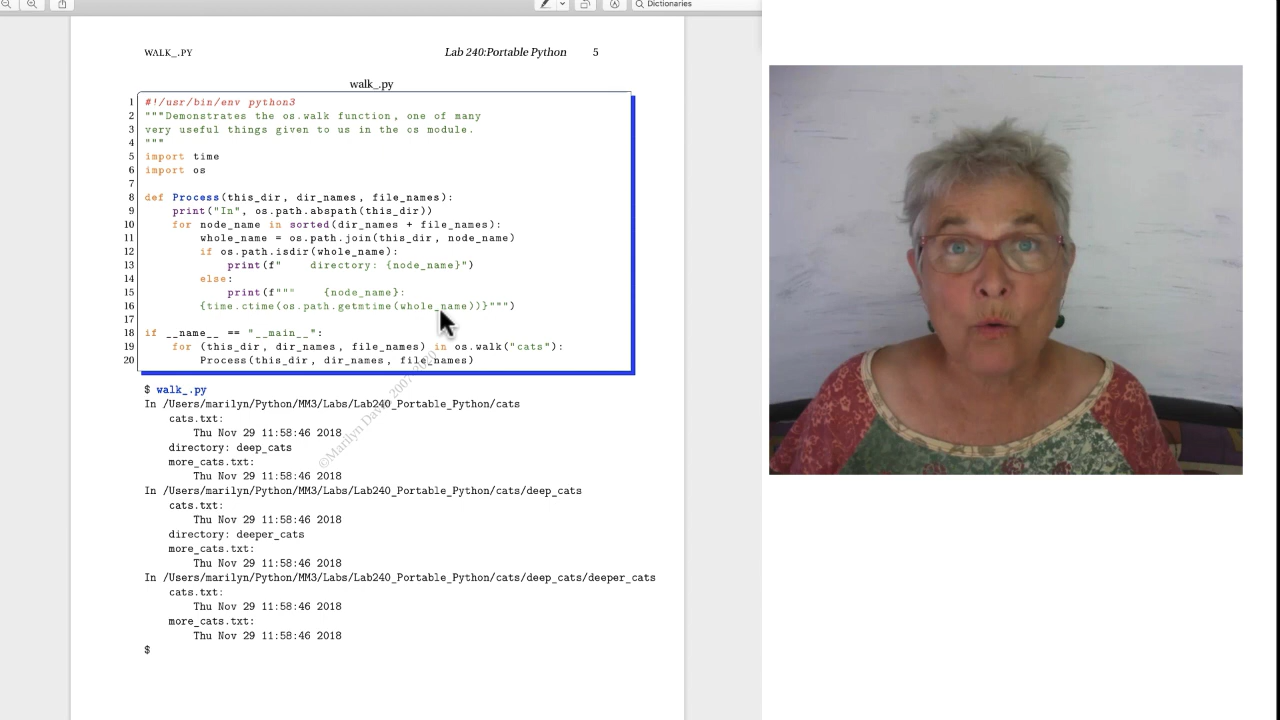 Dictionaries
WALK_.PY
Lab 240:Portable Python 5
walk_.py
1 #!/usr/bin/env python3
2 """Demonstrates the os.walk function, one of many
3 very useful things given to us in the os module.
4 """
5 import time
6 import os
7
8 def Process(this_dir, dir_names, file_names):
9     print("In", os.path.abspath(this_dir))
10     for node_name in sorted(dir_names + file_names):
11         whole_name = os.path.join(this_dir, node_name)
12         if os.path.isdir(whole_name):
13             print(f"    directory: {node_name}")
14         else:
15             print(f"""    {node_name}:
16         {time.ctime(os.path.getmtime(whole_name))}""")
17
18 if __name__ == "__main__":
19     for (this_dir, dir_names, file_names) in os.walk("cats"):
20         Process(this_dir, dir_names, file_names)
$ walk_.py
In /Users/marilyn/Python/MM3/Labs/Lab240_Portable_Python/cats
    cats.txt:
        Thu Nov 29 11:58:46 2018
    directory: deep_cats
    more_cats.txt:
        Thu Nov 29 11:58:46 2018
In /Users/marilyn/Python/MM3/Labs/Lab240_Portable_Python/cats/deep_cats
    cats.txt:
        Thu Nov 29 11:58:46 2018
    directory: deeper_cats
    more_cats.txt:
        Thu Nov 29 11:58:46 2018
In /Users/marilyn/Python/MM3/Labs/Lab240_Portable_Python/cats/deep_cats/deeper_cats
    cats.txt:
        Thu Nov 29 11:58:46 2018
    more_cats.txt:
        Thu Nov 29 11:58:46 2018
$
©Marilyn Davis